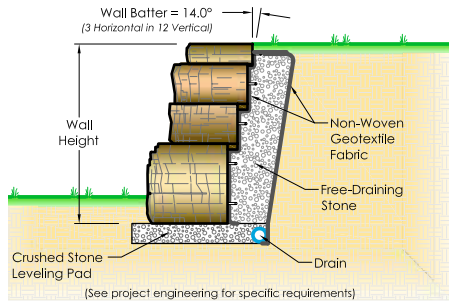 Wall Batter = 14.0°
(3 Horizontal in 12 Vertical)
Wall
Height
Non-Woven
Geotextile
Fabric
Free-Draining
Stone
Crushed Stone
Leveling Pad
Drain
(See project engineering for specific requirements)